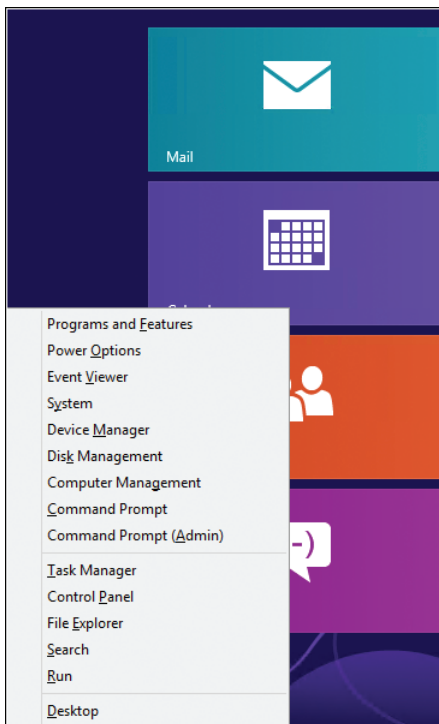 Mail
Programs and Features
Power Options
Event Viewer
System
Device Manager
Disk Management
Computer Management
Command Prompt
Command Prompt (Admin)
Task Manager
Control Panel
File Explorer
Search
Run
Desktop